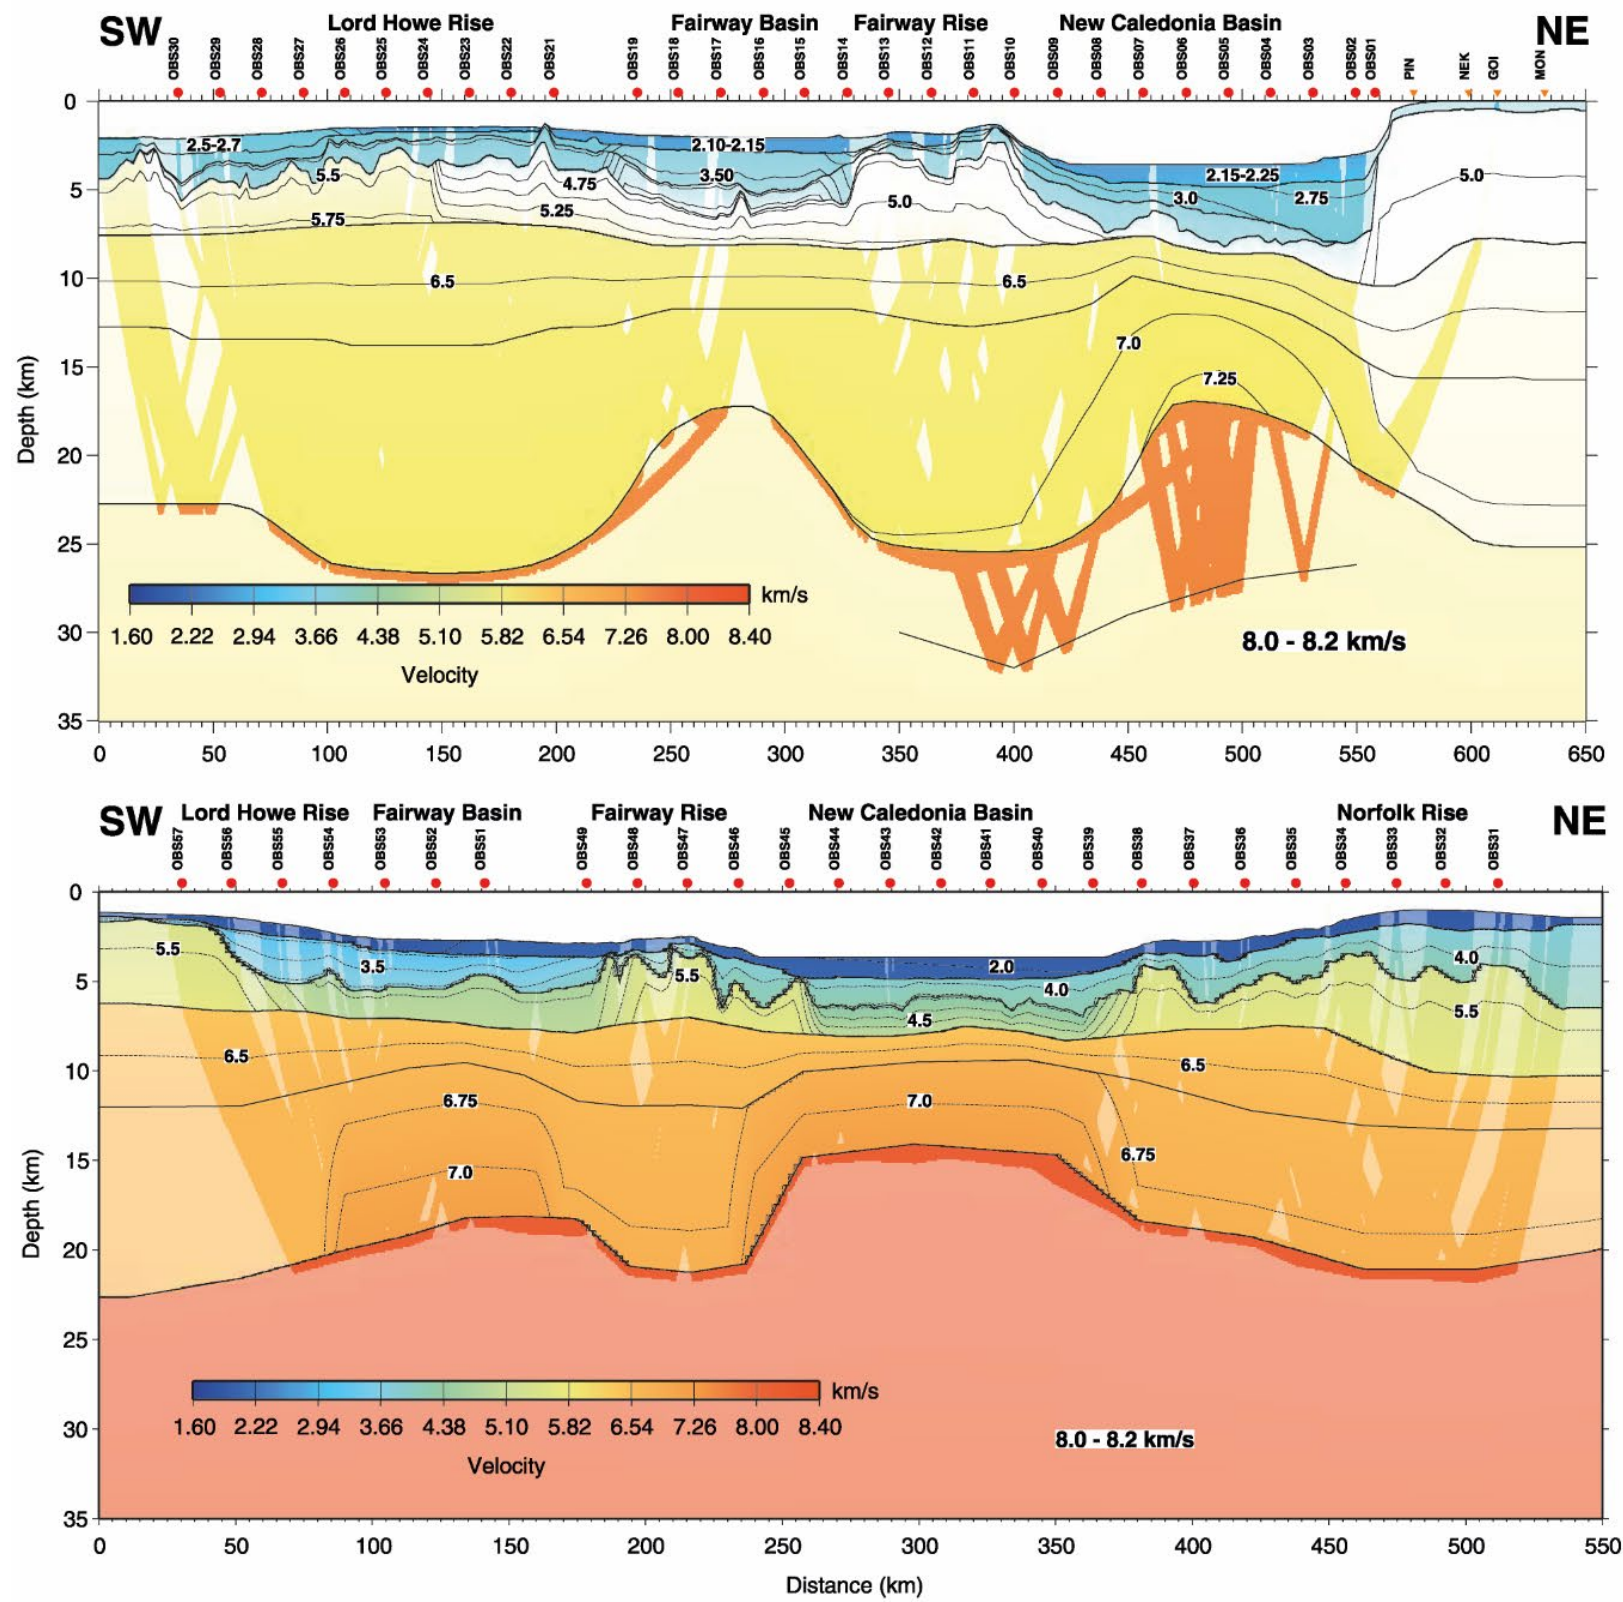 SW Lord Howe Rise Fairway Basin Fairway Rise New Caledonia Basin NE
OBS30 OBS29 OBS28 OBS27 OBS26 OBS25 OBS24 OBS23 OBS22 OBS21 OBS19 OBS18 OBS17 OBS16 OBS15 OBS14 OBS13 OBS12 OBS11 OBS10 OBS09 OBS08 OBS07 OBS06 OBS05 OBS04 OBS03 OBS02 OBS01 PIN NEK GOI MON
0
2.5-2.7 2.10-2.15
5.5 4.75 3.50 2.15-2.25 5.0
5
5.75 5.25 5.0 3.0 2.75
10
6.5 6.5
7.0
15
7.25
Depth (km)
20
25
km/s
1.60 2.22 2.94 3.66 4.38 5.10 5.82 6.54 7.26 8.00 8.40
Velocity
30
8.0 - 8.2 km/s
35
0 50 100 150 200 250 300 350 400 450 500 550 600 650
SW Lord Howe Rise Fairway Basin Fairway Rise New Caledonia Basin Norfolk Rise NE
OBS57 OBS56 OBS55 OBS54 OBS53 OBS52 OBS51 OBS49 OBS48 OBS47 OBS46 OBS45 OBS44 OBS43 OBS42 OBS41 OBS40 OBS39 OBS38 OBS37 OBS36 OBS35 OBS34 OBS33 OBS32 OBS31
0
5.5 3.5 5.5 2.0 4.0
5
4.0
4.5 5.5
6.5 6.5
10
6.75 7.0
15
7.0 6.75
Depth (km)
20
25
km/s
1.60 2.22 2.94 3.66 4.38 5.10 5.82 6.54 7.26 8.00 8.40
Velocity
30
8.0 - 8.2 km/s
35
0 50 100 150 200 250 300 350 400 450 500 550
Distance (km)